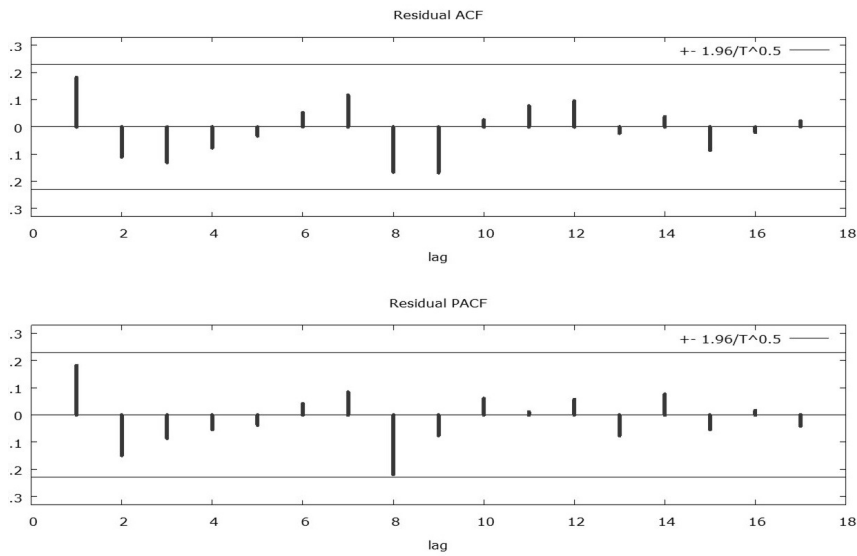 Residual ACF
+- 1.96/T^0.5
.3
.2
.1
0
.1
.2
.3
0 2 4 6 8 10 12 14 16 18
lag
Residual PACF
+- 1.96/T^0.5
.3
.2
.1
0
.1
.2
.3
0 2 4 6 8 10 12 14 16 18
lag